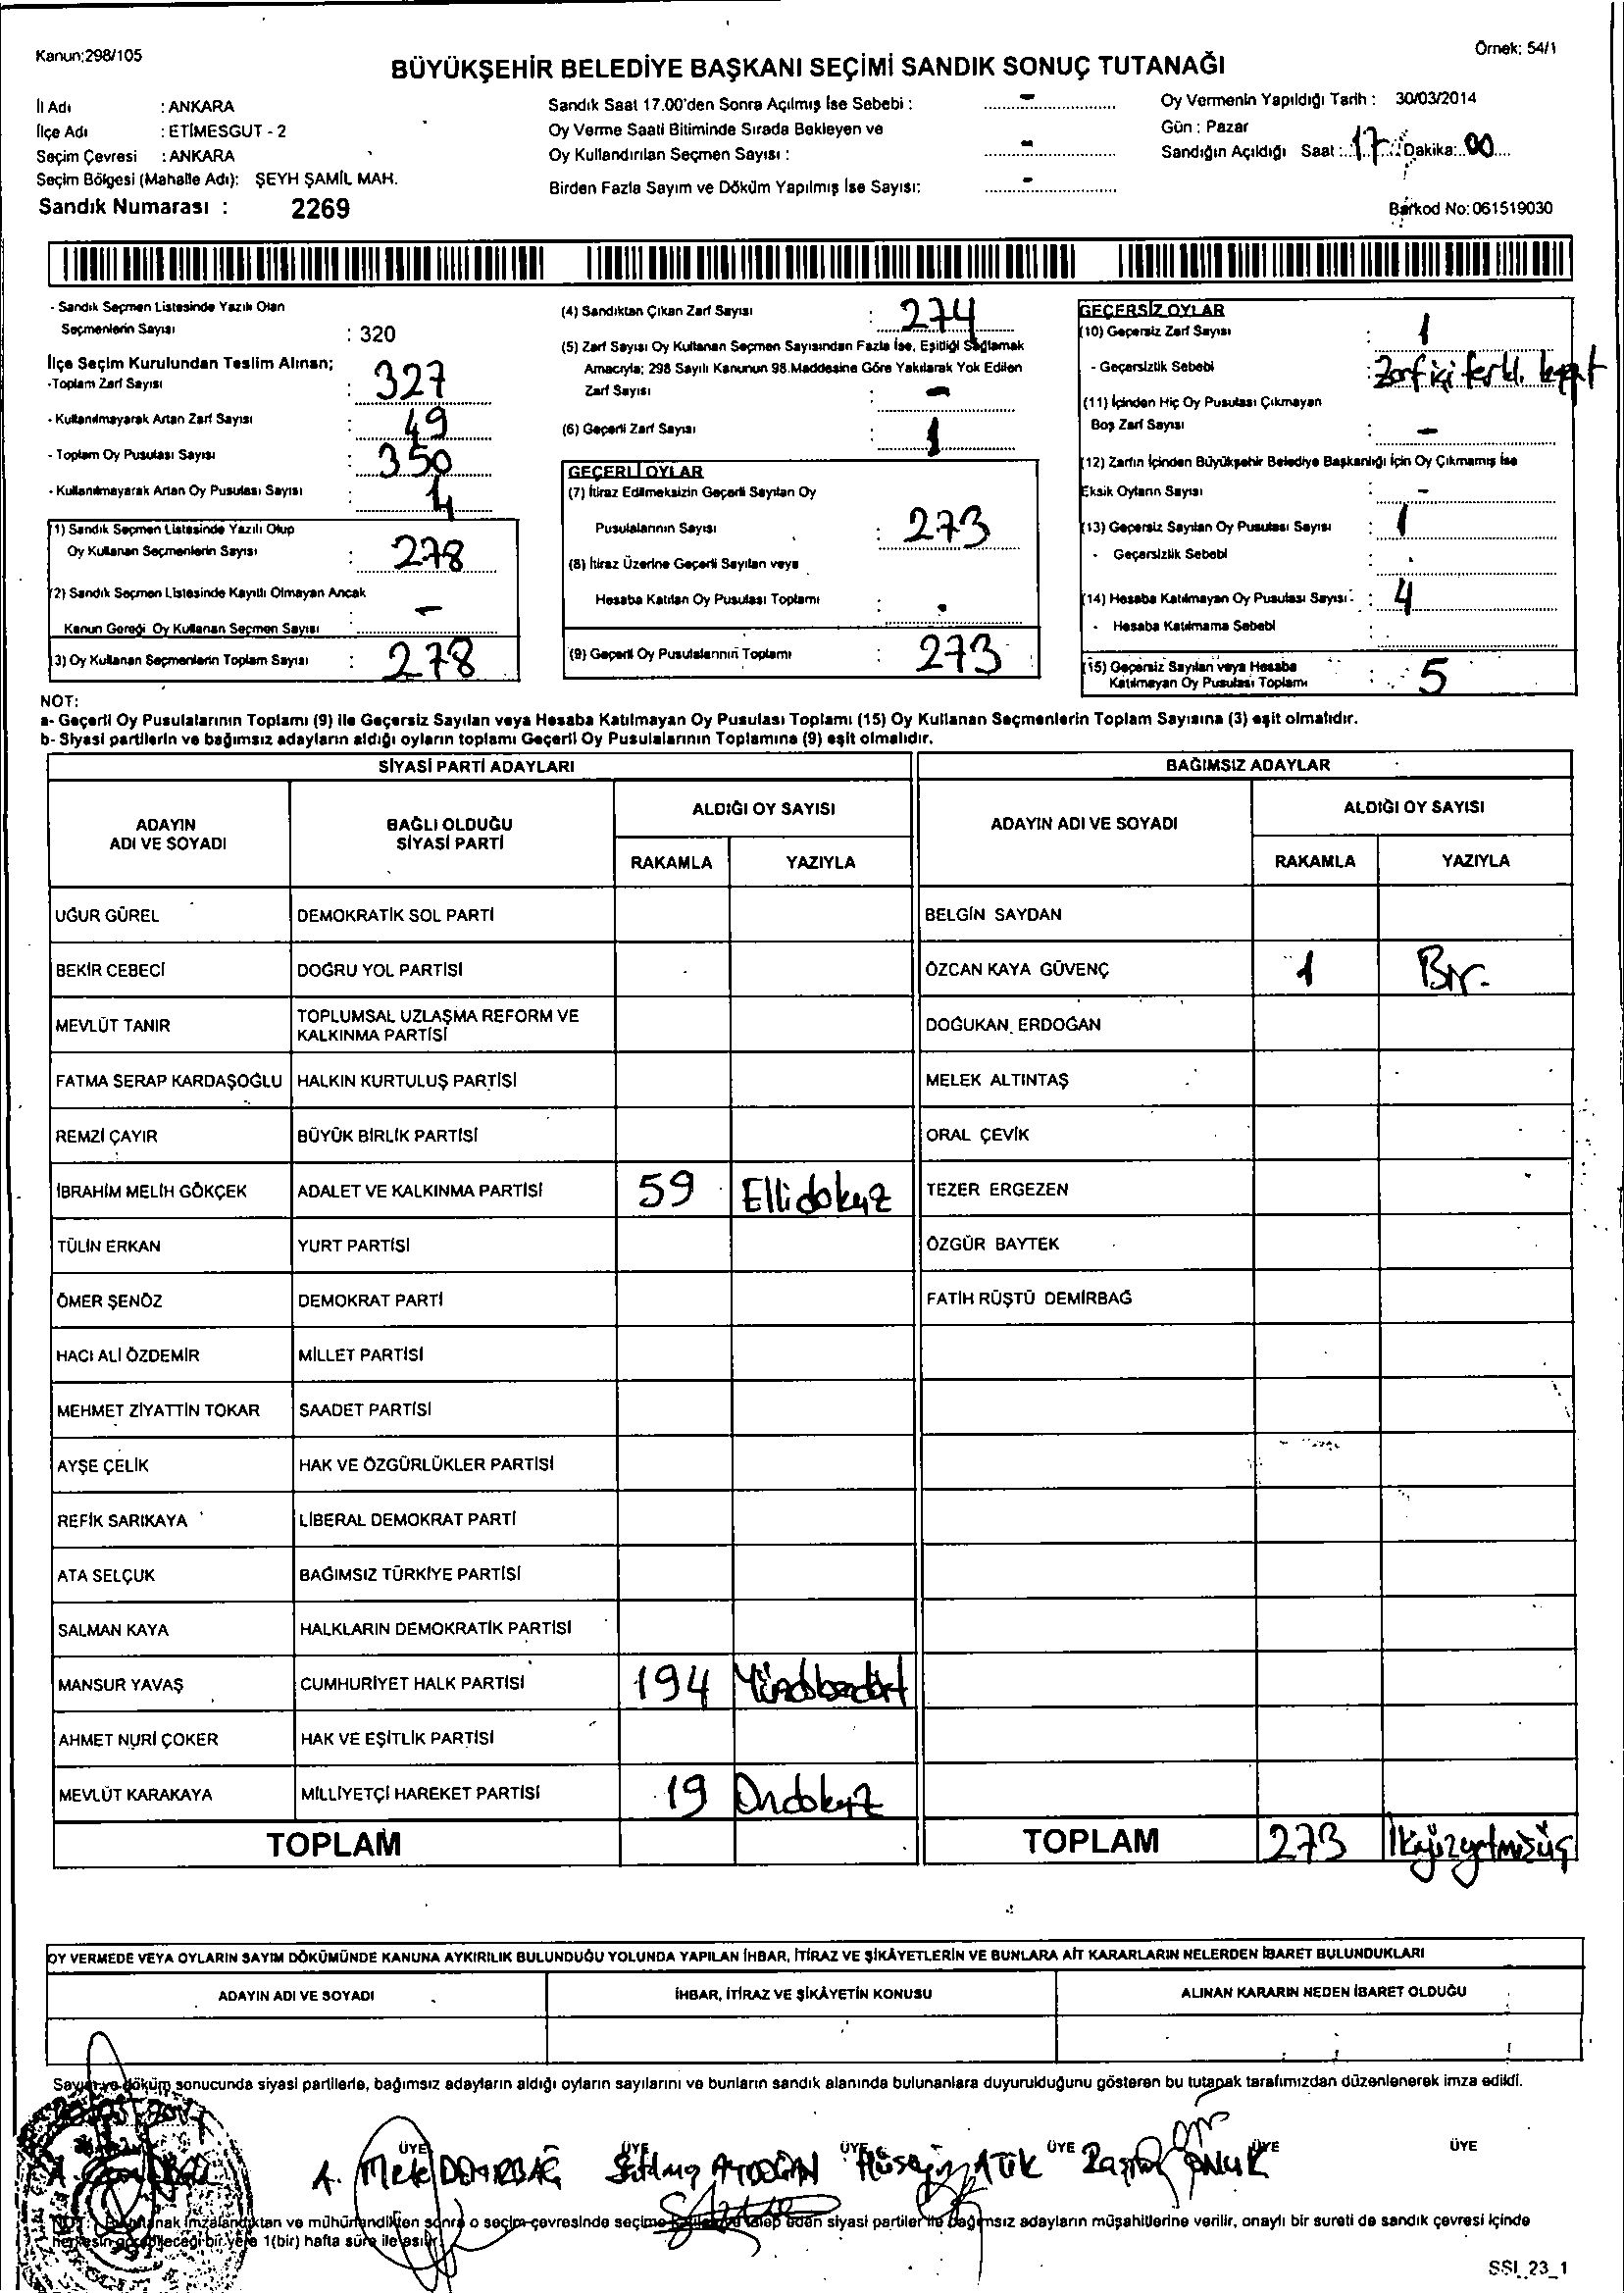 Kanun:298/105
Örnek: 54/1
BÜYÜKŞEHİR BELEDİYE BAŞKANI SEÇİMİ SANDIK SONUÇ TUTANAĞI
İl Adı : ANKARA
İlçe Adı : ETİMESGUT - 2
Seçim Çevresi : ANKARA
Seçim Bölgesi (Mahalle Adı): ŞEYH ŞAMİL MAH.
Sandık Numarası : 2269
Sandık Saat 17.00'den Sonra Açılmış İse Sebebi : -
Oy Verme Saati Bitiminde Sırada Bekleyen ve
Oy Kullandırılan Seçmen Sayısı : -
Birden Fazla Sayım ve Döküm Yapılmış İse Sayısı: -
Oy Vermenin Yapıldığı Tarih : 30/03/2014
Gün : Pazar
Sandığın Açıldığı Saat : 17 Dakika: 00
Barkod No: 061519030
- Sandık Seçmen Listesinde Yazılı Olan
Seçmenlerin Sayısı : 320
İlçe Seçim Kurulundan Teslim Alınan;
-Toplam Zarf Sayısı : 327
- Kullanılmayarak Artan Zarf Sayısı : 49
- Toplam Oy Pusulası Sayısı : 350
- Kullanılmayarak Artan Oy Pusulası Sayısı :
(1) Sandık Seçmen Listesinde Yazılı Olup
Oy Kullanan Seçmenlerin Sayısı : 278
(2) Sandık Seçmen Listesinde Kayıtlı Olmayan Ancak
Kanun Gereği Oy Kullanan Seçmen Sayısı : -
(3) Oy Kullanan Seçmenlerin Toplam Sayısı : 278
(4) Sandıktan Çıkan Zarf Sayısı : 274
(5) Zarf Sayısı Oy Kullanan Seçmen Sayısından Fazla İse, Eşitliği Sağlamak
Amacıyla; 298 Sayılı Kanunun 98.Maddesine Göre Yakılarak Yok Edilen
Zarf Sayısı : -
(6) Geçerli Zarf Sayısı : 1
GEÇERLİ OYLAR
(7) İtiraz Edilmeksizin Geçerli Sayılan Oy
Pusulalarının Sayısı : 273
(8) İtiraz Üzerine Geçerli Sayılan veya
Hesaba Katılan Oy Pusulası Toplamı : -
(9) Geçerli Oy Pusulalarının Toplamı : 273
GEÇERSİZ OYLAR
(10) Geçersiz Zarf Sayısı : 1
- Geçersizlik Sebebi : Zarf içi
(11) İçinden Hiç Oy Pusulası Çıkmayan
Boş Zarf Sayısı : -
(12) Zarfın İçinden Büyükşehir Belediye Başkanlığı İçin Oy Çıkmamış İse
Eksik Oyların Sayısı : -
(13) Geçersiz Sayılan Oy Pusulası Sayısı : 1
- Geçersizlik Sebebi :
(14) Hesaba Katılmayan Oy Pusulası Sayısı : 4
- Hesaba Katılmama Sebebi :
(15) Geçersiz Sayılan veya Hesaba
Katılmayan Oy Pusulası Toplamı : 5
NOT:
a- Geçerli Oy Pusulalarının Toplamı (9) ile Geçersiz Sayılan veya Hesaba Katılmayan Oy Pusulası Toplamı (15) Oy Kullanan Seçmenlerin Toplam Sayısına (3) eşit olmalıdır.
b- Siyasi partilerin ve bağımsız adayların aldığı oyların toplamı Geçerli Oy Pusulalarının Toplamına (9) eşit olmalıdır.
SİYASİ PARTİ ADAYLARI
ADAYIN ADI VE SOYADI
BAĞLI OLDUĞU SİYASİ PARTİ
ALDIĞI OY SAYISI
RAKAMLA YAZIYLA
UĞUR GÜREL DEMOKRATİK SOL PARTİ
BEKİR CEBECİ DOĞRU YOL PARTİSİ
MEVLÜT TANIR TOPLUMSAL UZLAŞMA REFORM VE KALKINMA PARTİSİ
FATMA SERAP KARDAŞOĞLU HALKIN KURTULUŞ PARTİSİ
REMZİ ÇAYIR BÜYÜK BİRLİK PARTİSİ
İBRAHİM MELİH GÖKÇEK ADALET VE KALKINMA PARTİSİ 59 Ellidokuz
TÜLİN ERKAN YURT PARTİSİ
ÖMER ŞENÖZ DEMOKRAT PARTİ
HACI ALİ ÖZDEMİR MİLLET PARTİSİ
MEHMET ZİYATTİN TOKAR SAADET PARTİSİ
AYŞE ÇELİK HAK VE ÖZGÜRLÜKLER PARTİSİ
REFİK SARIKAYA LİBERAL DEMOKRAT PARTİ
ATA SELÇUK BAĞIMSIZ TÜRKİYE PARTİSİ
SALMAN KAYA HALKLARIN DEMOKRATİK PARTİSİ
MANSUR YAVAŞ CUMHURİYET HALK PARTİSİ 194
AHMET NURİ ÇOKER HAK VE EŞİTLİK PARTİSİ
MEVLÜT KARAKAYA MİLLİYETÇİ HAREKET PARTİSİ 19 Ondokuz
TOPLAM
BAĞIMSIZ ADAYLAR
ADAYIN ADI VE SOYADI
ALDIĞI OY SAYISI
RAKAMLA YAZIYLA
BELGİN SAYDAN
ÖZCAN KAYA GÜVENÇ 1 Bir.
DOĞUKAN ERDOĞAN
MELEK ALTINTAŞ
ORAL ÇEVİK
TEZER ERGEZEN
ÖZGÜR BAYTEK
FATİH RÜŞTÜ DEMİRBAĞ
TOPLAM 273 İkiyüzyetmişüç
OY VERMEDE VEYA OYLARIN SAYIM DÖKÜMÜNDE KANUNA AYKIRILIK BULUNDUĞU YOLUNDA YAPILAN İHBAR, İTİRAZ VE ŞİKÂYETLERİN VE BUNLARA AİT KARARLARIN NELERDEN İBARET BULUNDUKLARI
ADAYIN ADI VE SOYADI
İHBAR, İTİRAZ VE ŞİKÂYETİN KONUSU
ALINAN KARARIN NEDEN İBARET OLDUĞU
Sayım ve döküm sonucunda siyasi partilerle, bağımsız adayların aldığı oyların sayılarını ve bunların sandık alanında bulunanlara duyurulduğunu gösteren bu tutanak tarafımızdan düzenlenerek imza edildi.
ÜYE ÜYE ÜYE ÜYE ÜYE ÜYE
A. Hüseyin ATİK
NOT: Bu tutanak imzalandıktan ve mühürlendikten sonra o seçim çevresinde seçime katılan ve talep eden siyasi partiler ile bağımsız adayların müşahitlerine verilir, onaylı bir sureti de sandık çevresi içinde
herkesin görebileceği bir yere 1(bir) hafta süre ile asılır.
SSI_23_1